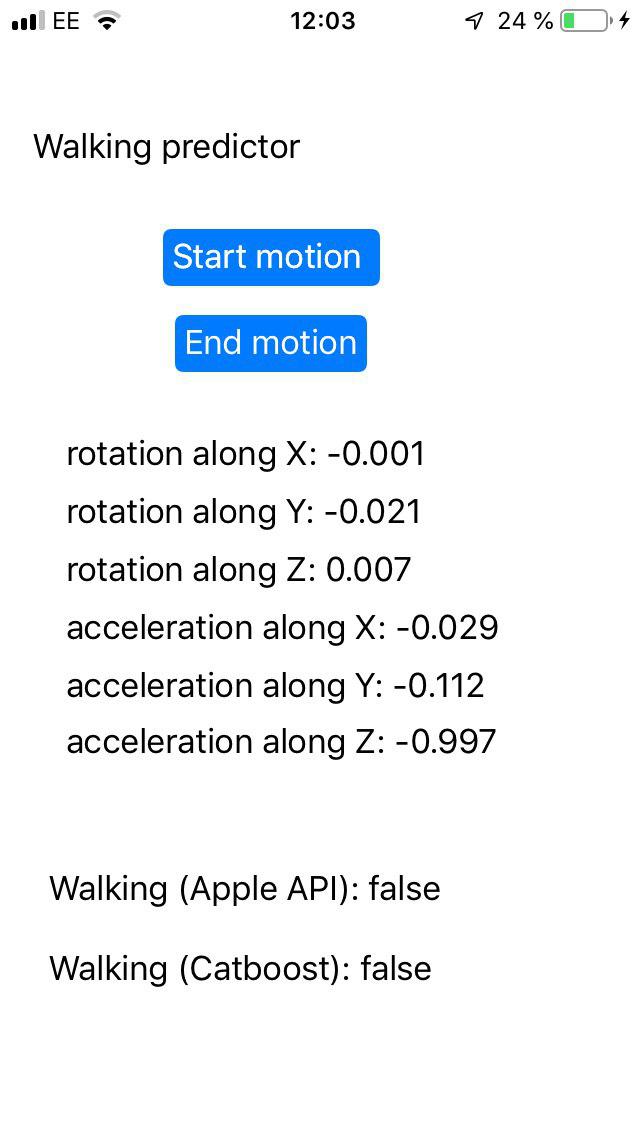 EE 12:03 24 %
Walking predictor
Start motion
End motion
rotation along X: -0.001
rotation along Y: -0.021
rotation along Z: 0.007
acceleration along X: -0.029
acceleration along Y: -0.112
acceleration along Z: -0.997
Walking (Apple API): false
Walking (Catboost): false